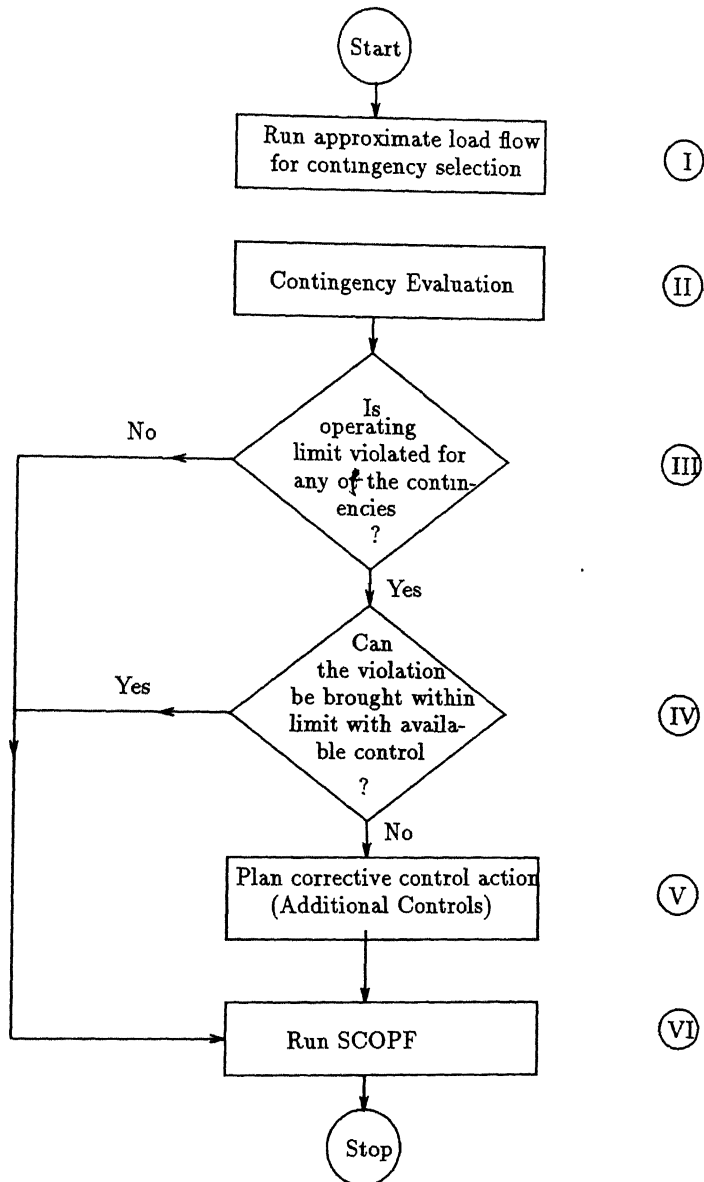 Start
Run approximate load flow
for contingency selection
I
Contingency Evaluation
II
Is
operating
limit violated for
any of the contin-
encies
?
III
No
Yes
Can
the violation
be brought within
limit with availa-
ble control
?
IV
Yes
No
Plan corrective control action
(Additional Controls)
V
Run SCOPF
VI
Stop